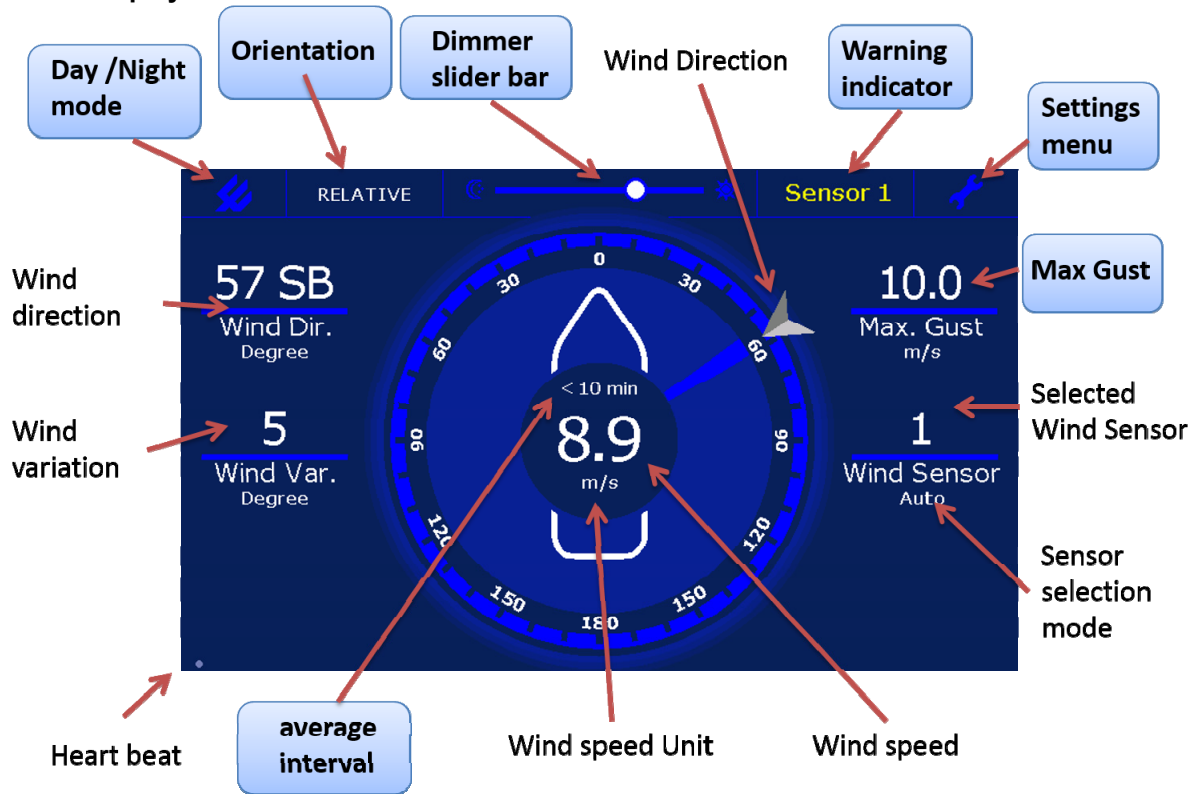 Day /Night
mode
Orientation
Dimmer
slider bar
Wind Direction
Warning
indicator
Settings
menu
RELATIVE
Sensor 1
Wind
direction
57 SB
Wind Dir.
Degree
10.0
Max. Gust
m/s
Max Gust
Wind
variation
5
Wind Var.
Degree
0
30
30
60
60
90
90
120
120
150
150
180
< 10 min
8.9
m/s
1
Wind Sensor
Auto
Selected
Wind Sensor
Sensor
selection
mode
Heart beat
average
interval
Wind speed Unit
Wind speed